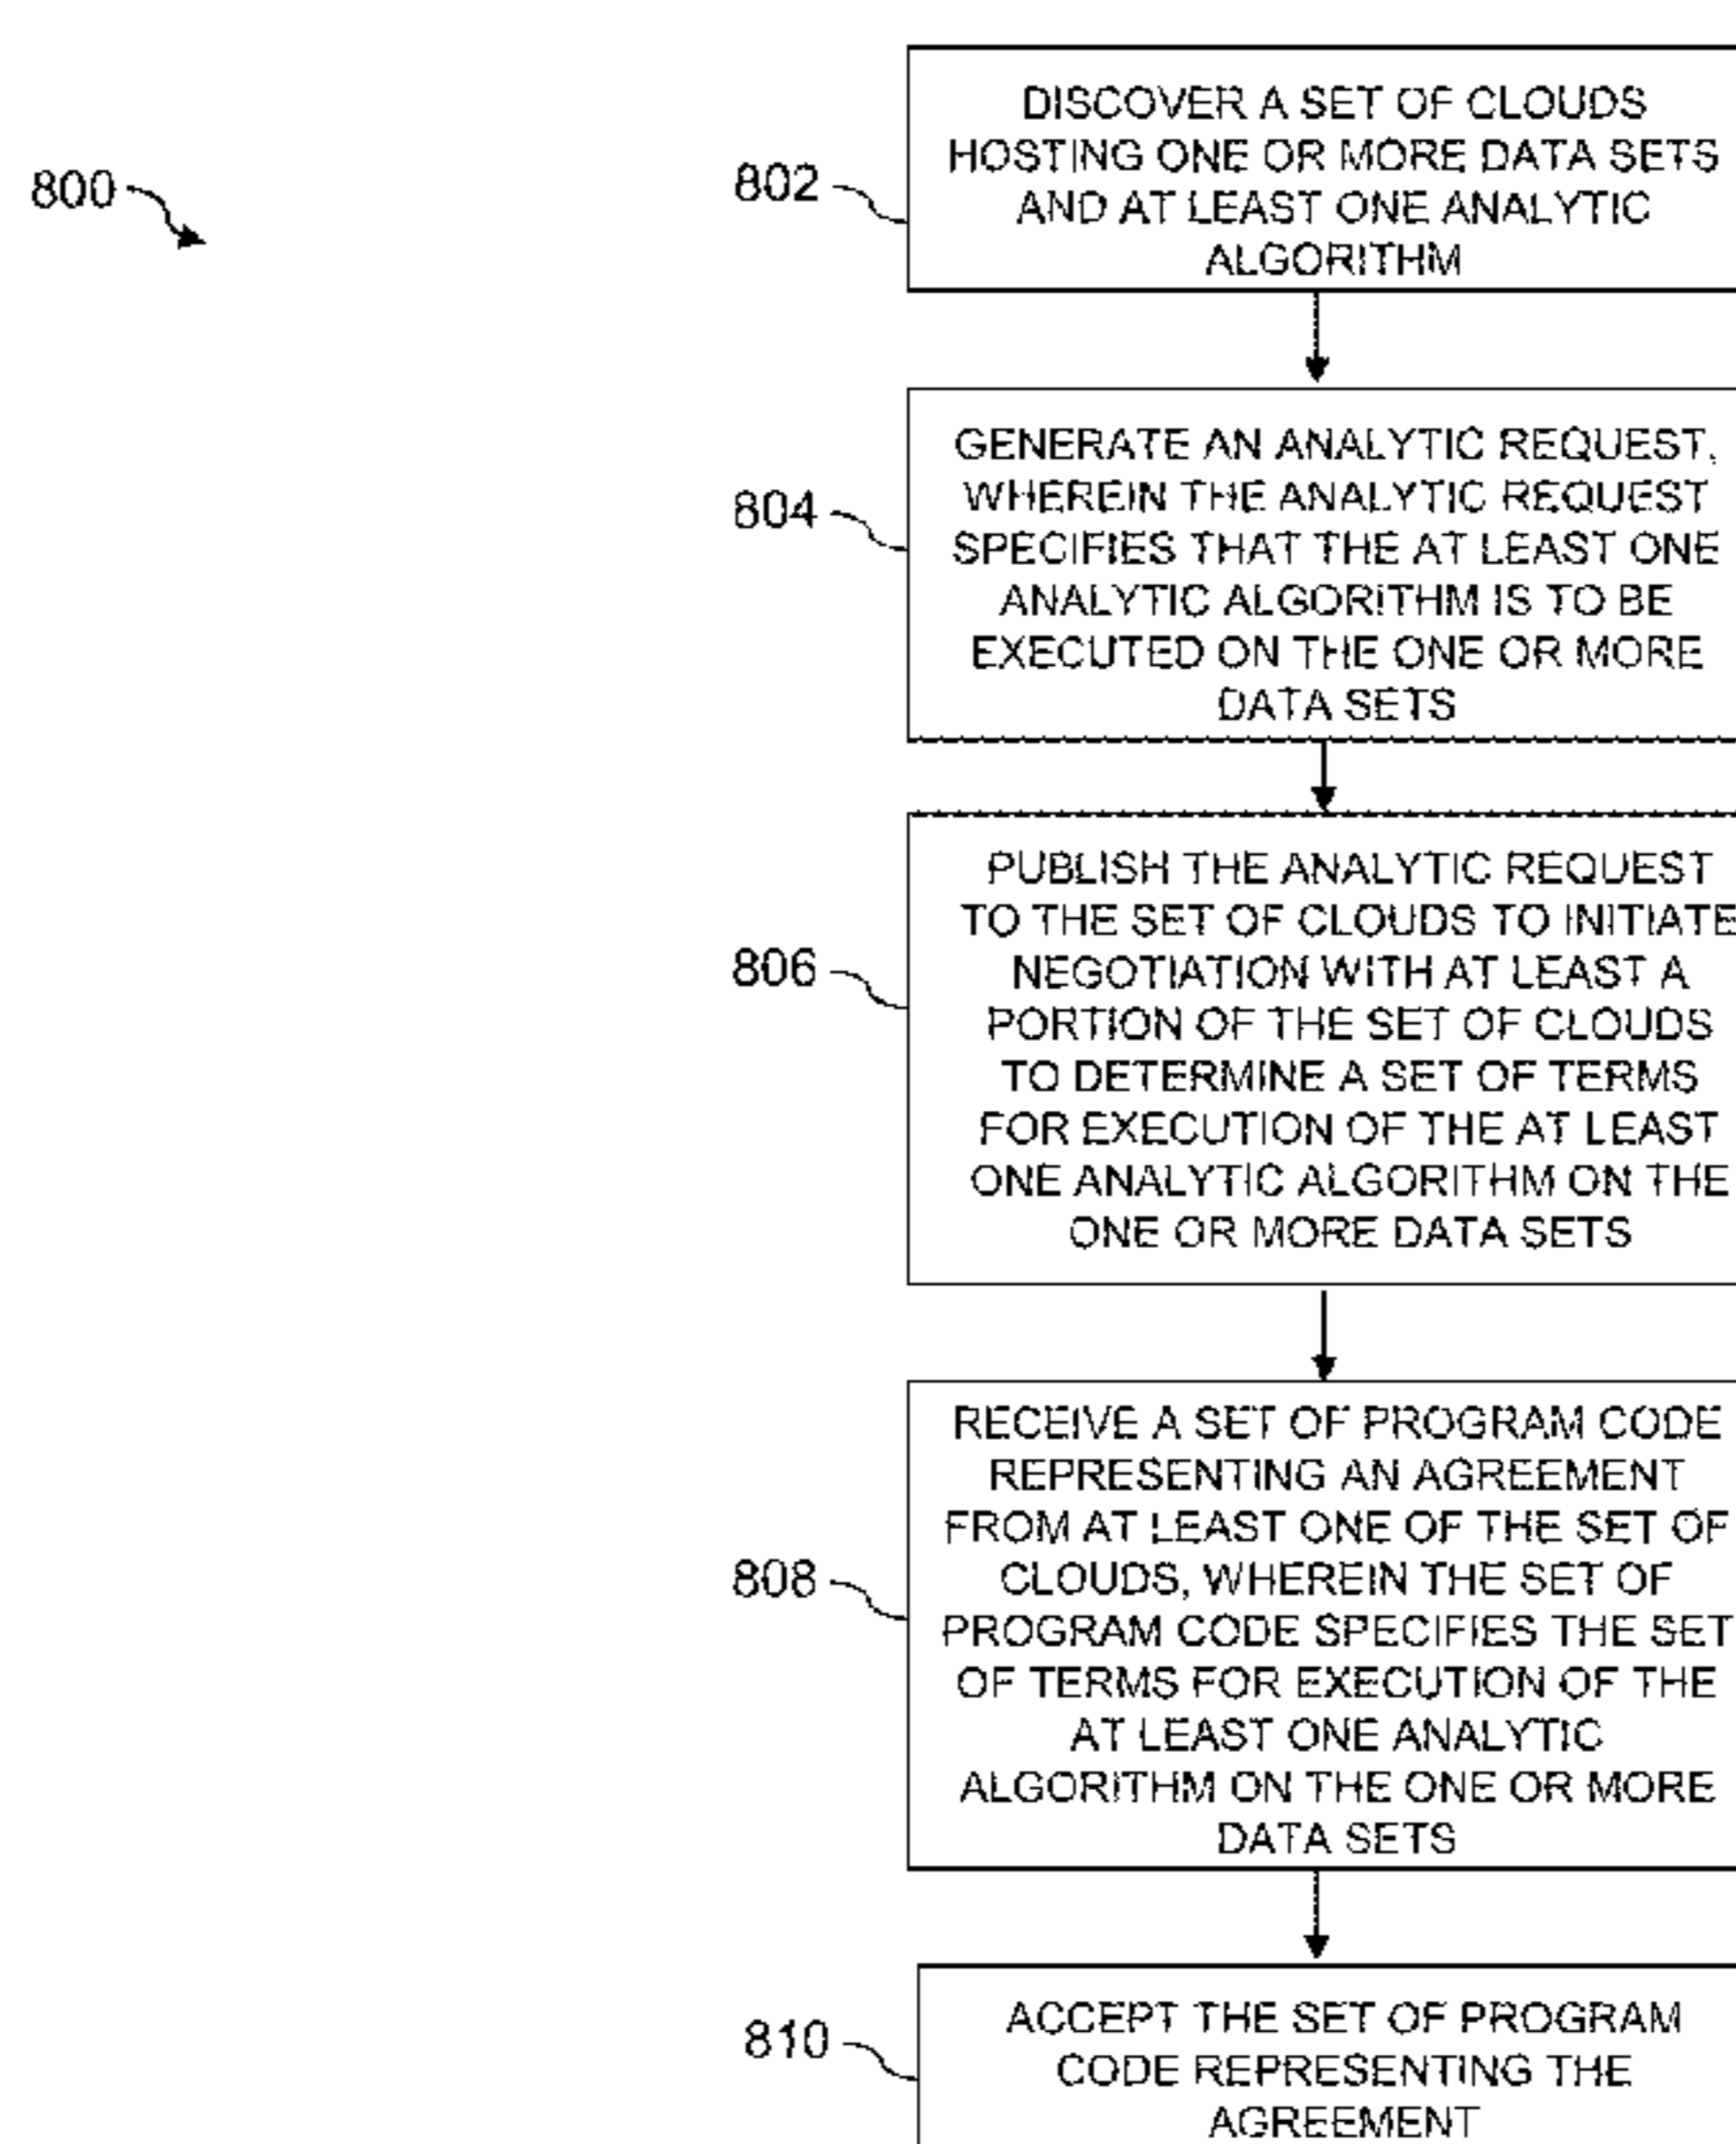 800
802
DISCOVER A SET OF CLOUDS
HOSTING ONE OR MORE DATA SETS
AND AT LEAST ONE ANALYTIC
ALGORITHM
804
GENERATE AN ANALYTIC REQUEST,
WHEREIN THE ANALYTIC REQUEST
SPECIFIES THAT THE AT LEAST ONE
ANALYTIC ALGORITHM IS TO BE
EXECUTED ON THE ONE OR MORE
DATA SETS
806
PUBLISH THE ANALYTIC REQUEST
TO THE SET OF CLOUDS TO INITIATE
NEGOTIATION WITH AT LEAST A
PORTION OF THE SET OF CLOUDS
TO DETERMINE A SET OF TERMS
FOR EXECUTION OF THE AT LEAST
ONE ANALYTIC ALGORITHM ON THE
ONE OR MORE DATA SETS
808
RECEIVE A SET OF PROGRAM CODE
REPRESENTING AN AGREEMENT
FROM AT LEAST ONE OF THE SET OF
CLOUDS, WHEREIN THE SET OF
PROGRAM CODE SPECIFIES THE SET
OF TERMS FOR EXECUTION OF THE
AT LEAST ONE ANALYTIC
ALGORITHM ON THE ONE OR MORE
DATA SETS
810
ACCEPT THE SET OF PROGRAM
CODE REPRESENTING THE
AGREEMENT